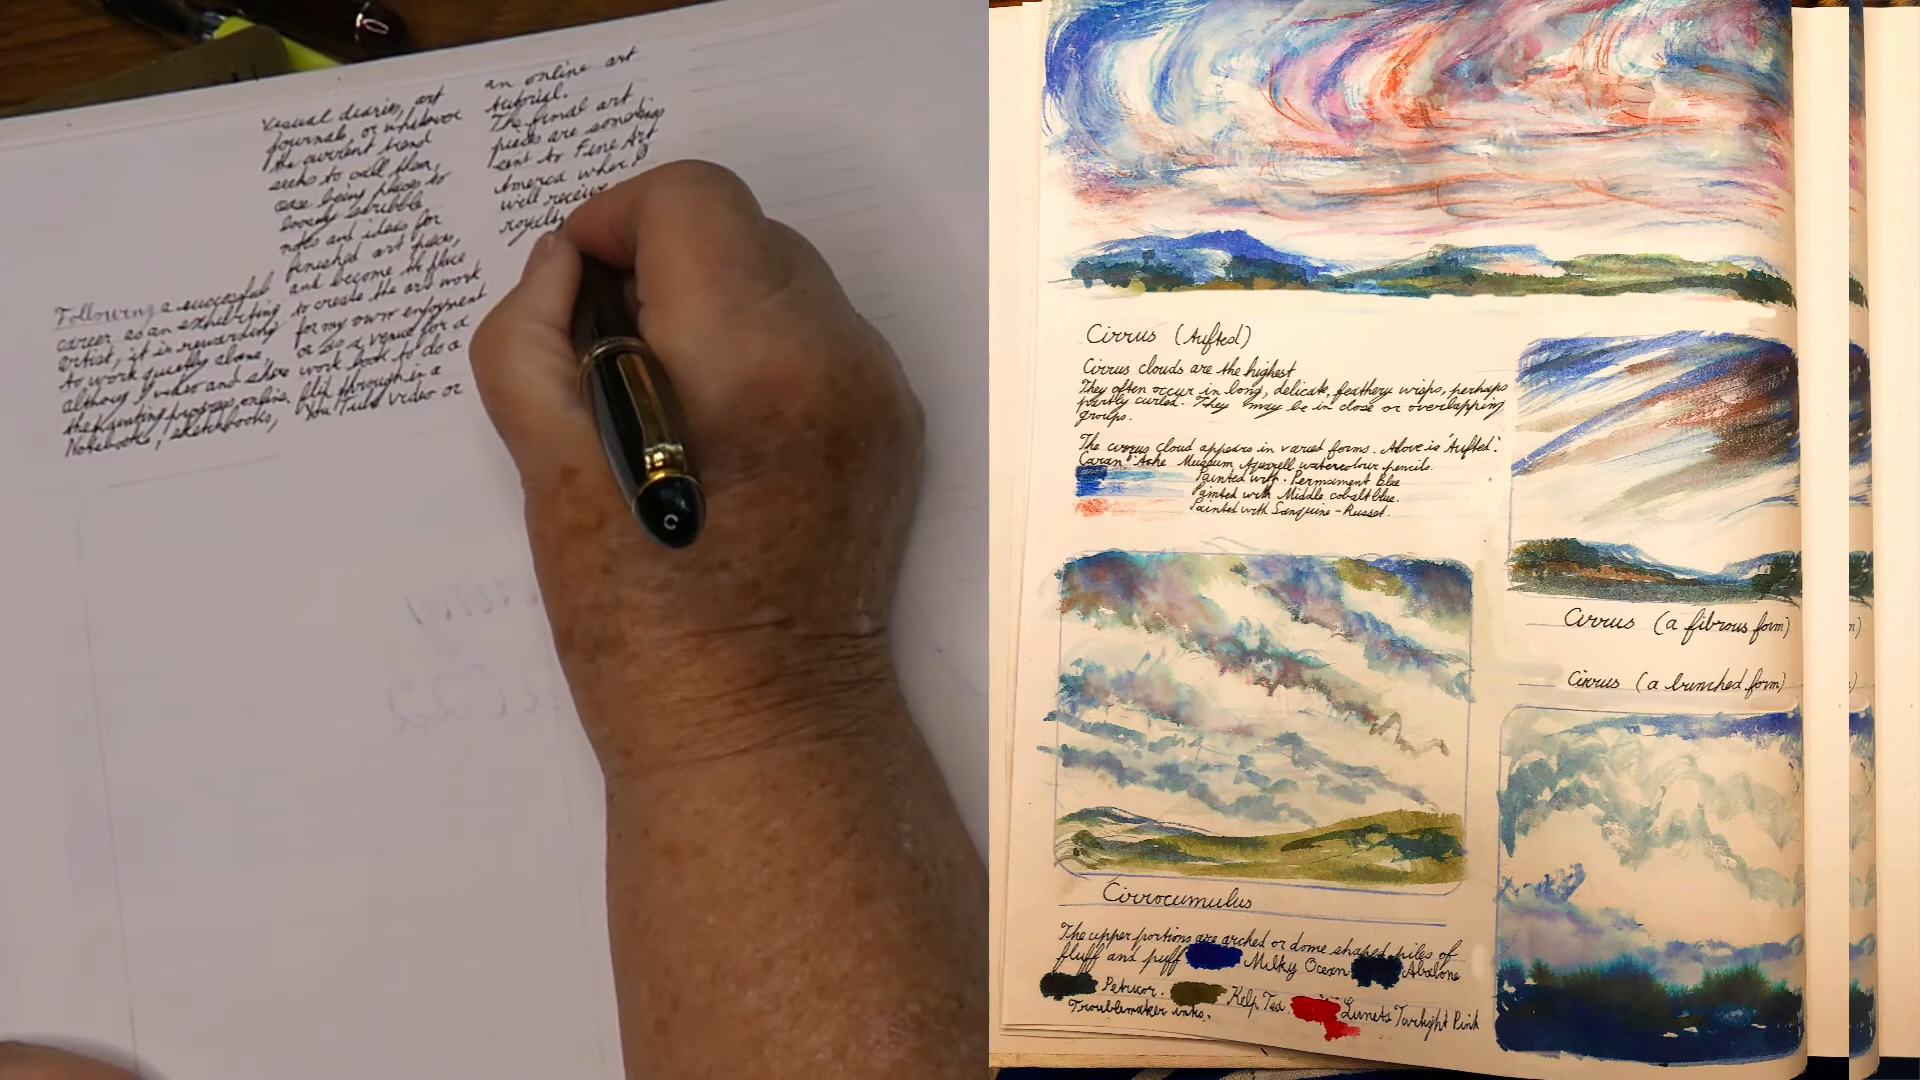 Following a successful
career as an exhibiting
artist, it is rewarding
to work quietly alone,
although I video and share
the painting progress online.
Notebooks, sketchbooks,
visual diaries, art
journals, or whatever
the current trend
seeks to call them,
are being places to
loosely scribble
notes and ideas for
finished art pieces,
and become the place
to create the art work
for my own enjoyment
or as a venue for a
work book to do a
flip through in a
YouTube video or
an online art
tutorial.
The final art
pieces are something
sent to Fine Art
America where I
will receive
royalty
Cirrus (Tufted)
Cirrus clouds are the highest
They often occur in long, delicate, feathery wisps, perhaps
partly curled. They may be in close or overlapping
groups.
The cirrus cloud appears in varied forms. Above is "Tufted".
Caran D'Ache Museum Aquarell watercolour pencils.
Painted with - Permament Blue
Painted with Middle cobalt blue.
Painted with Sanguine - Russet.
Cirrus (a fibrous form)
Cirrus (a bunched form)
Cirrocumulus
The upper portions are arched or dome shaped piles of
fluff and puff Milky Ocean Abalone
Petricor. Kelp Tea. Lunets Twilight Pink
Troublemaker inks.